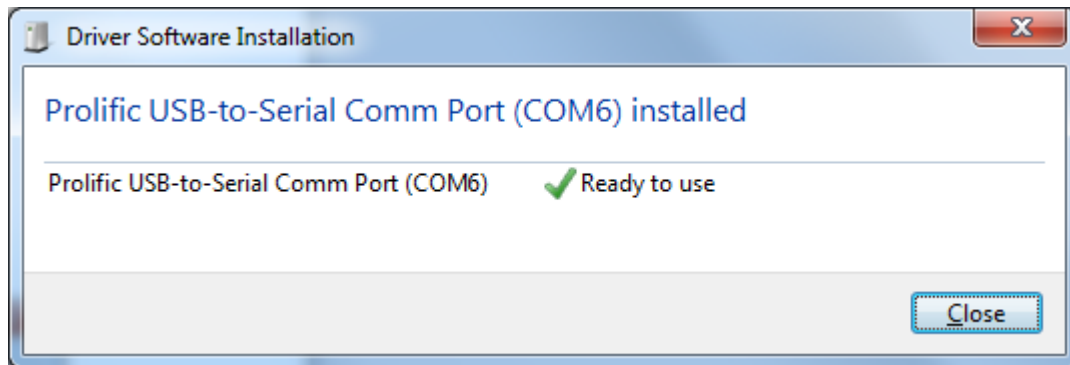 Driver Software Installation
Prolific USB-to-Serial Comm Port (COM6) installed
Prolific USB-to-Serial Comm Port (COM6) Ready to use
Close